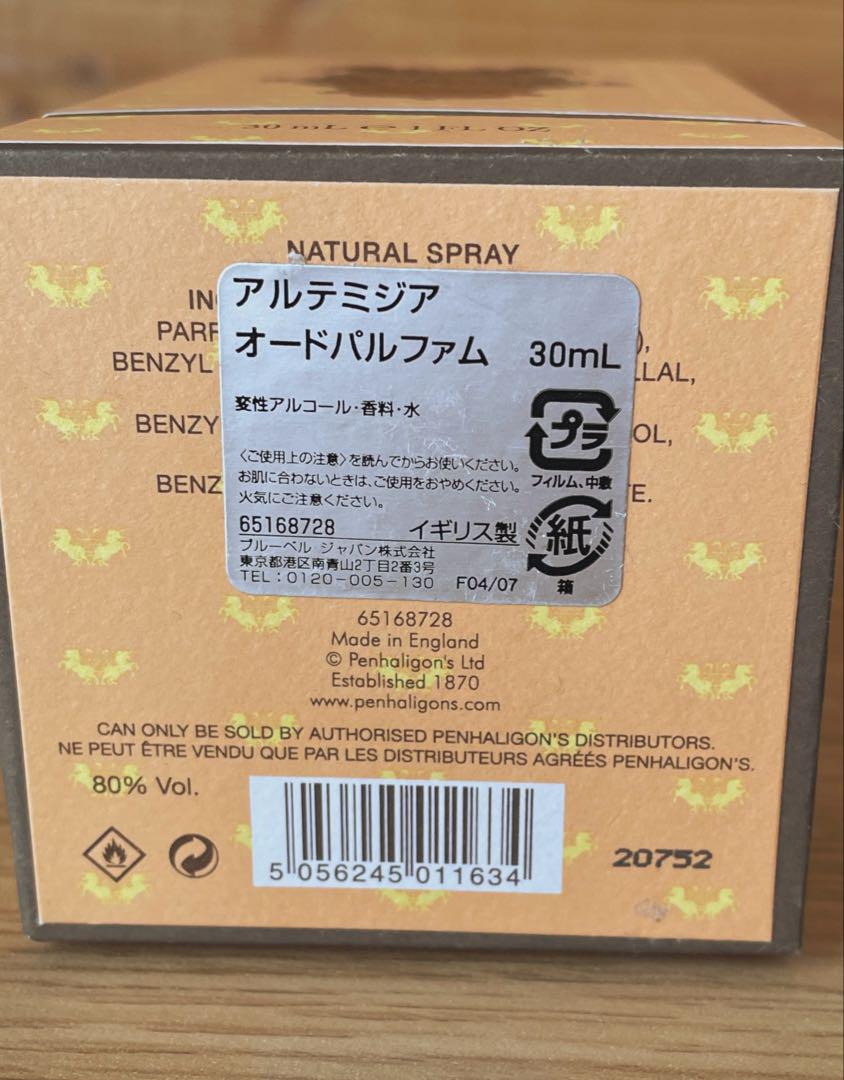 30 mL ℮ 1 FL OZ
NATURAL SPRAY
アルテミジア
オードパルファム 30mL
変性アルコール・香料・水
プラ
フィルム、中敷
〈ご使用上の注意〉を読んでからお使いください。
お肌に合わないときは、ご使用をおやめください。
火気にご注意ください。
65168728 イギリス製
紙
箱
ブルーベル ジャパン株式会社
東京都港区南青山2丁目2番3号
TEL:0120-005-130 F04/07
65168728
Made in England
© Penhaligon's Ltd
Established 1870
www.penhaligons.com
CAN ONLY BE SOLD BY AUTHORISED PENHALIGON'S DISTRIBUTORS.
NE PEUT ÊTRE VENDU QUE PAR LES DISTRIBUTEURS AGRÉÉS PENHALIGON'S.
80% Vol.
5 056245 011634
20752